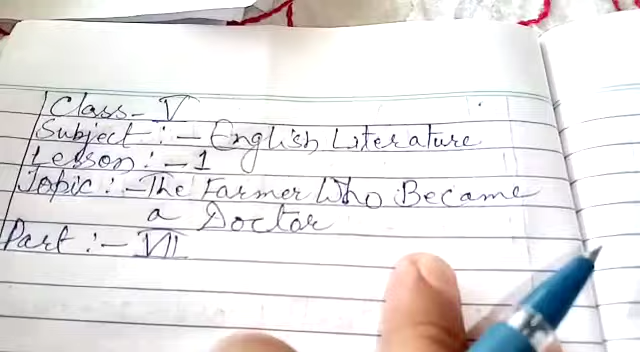 Class - V
Subject :- English Literature
Lesson :- 1
Topic :- The Farmer Who Became
a Doctor
Part :- VII